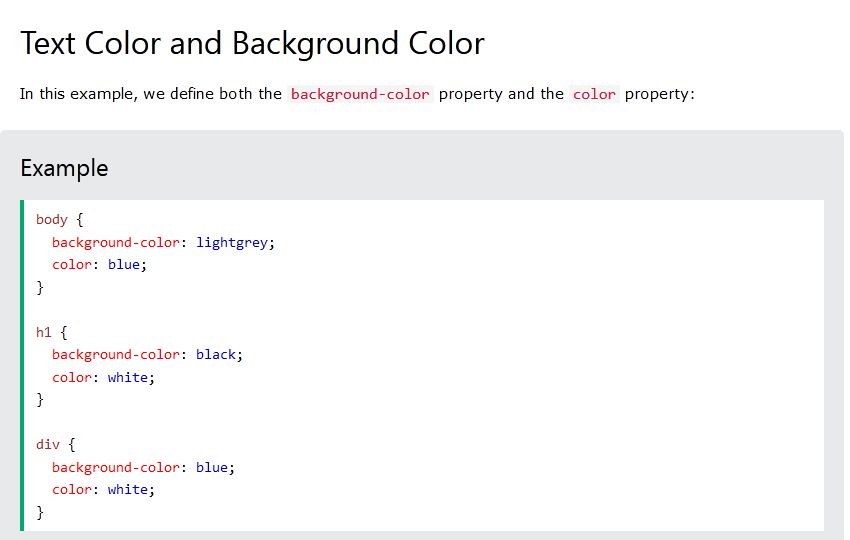 Text Color and Background Color
In this example, we define both the background-color property and the color property:
Example
body {
  background-color: lightgrey;
  color: blue;
}
h1 {
  background-color: black;
  color: white;
}
div {
  background-color: blue;
  color: white;
}